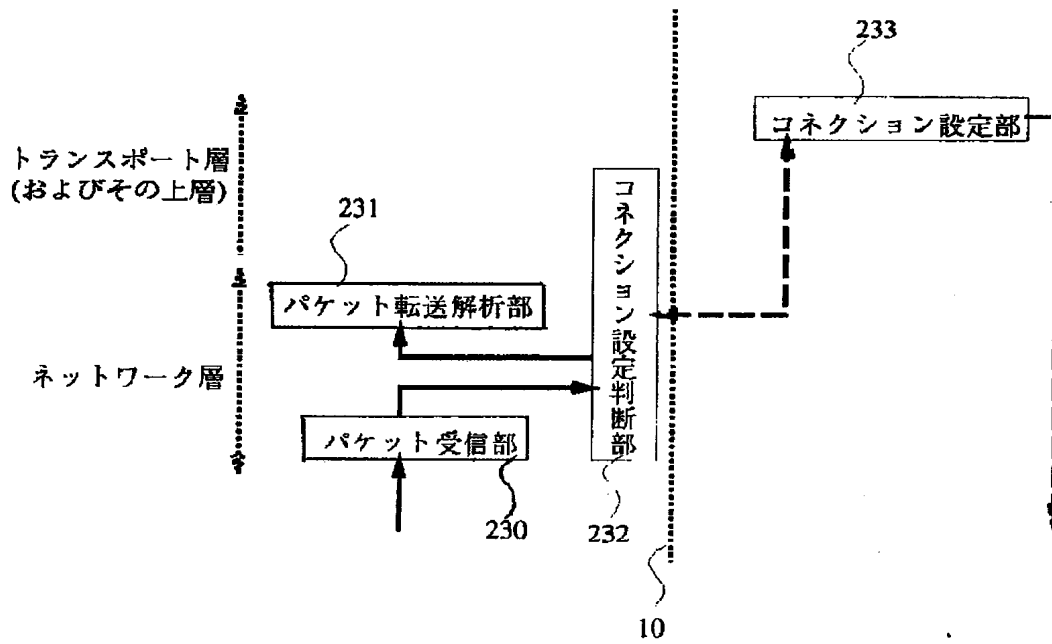 233
コネクション設定部
トランスポート層
(およびその上層)
231
コネクション設定判断部
パケット転送解析部
ネットワーク層
パケット受信部
230
232
10